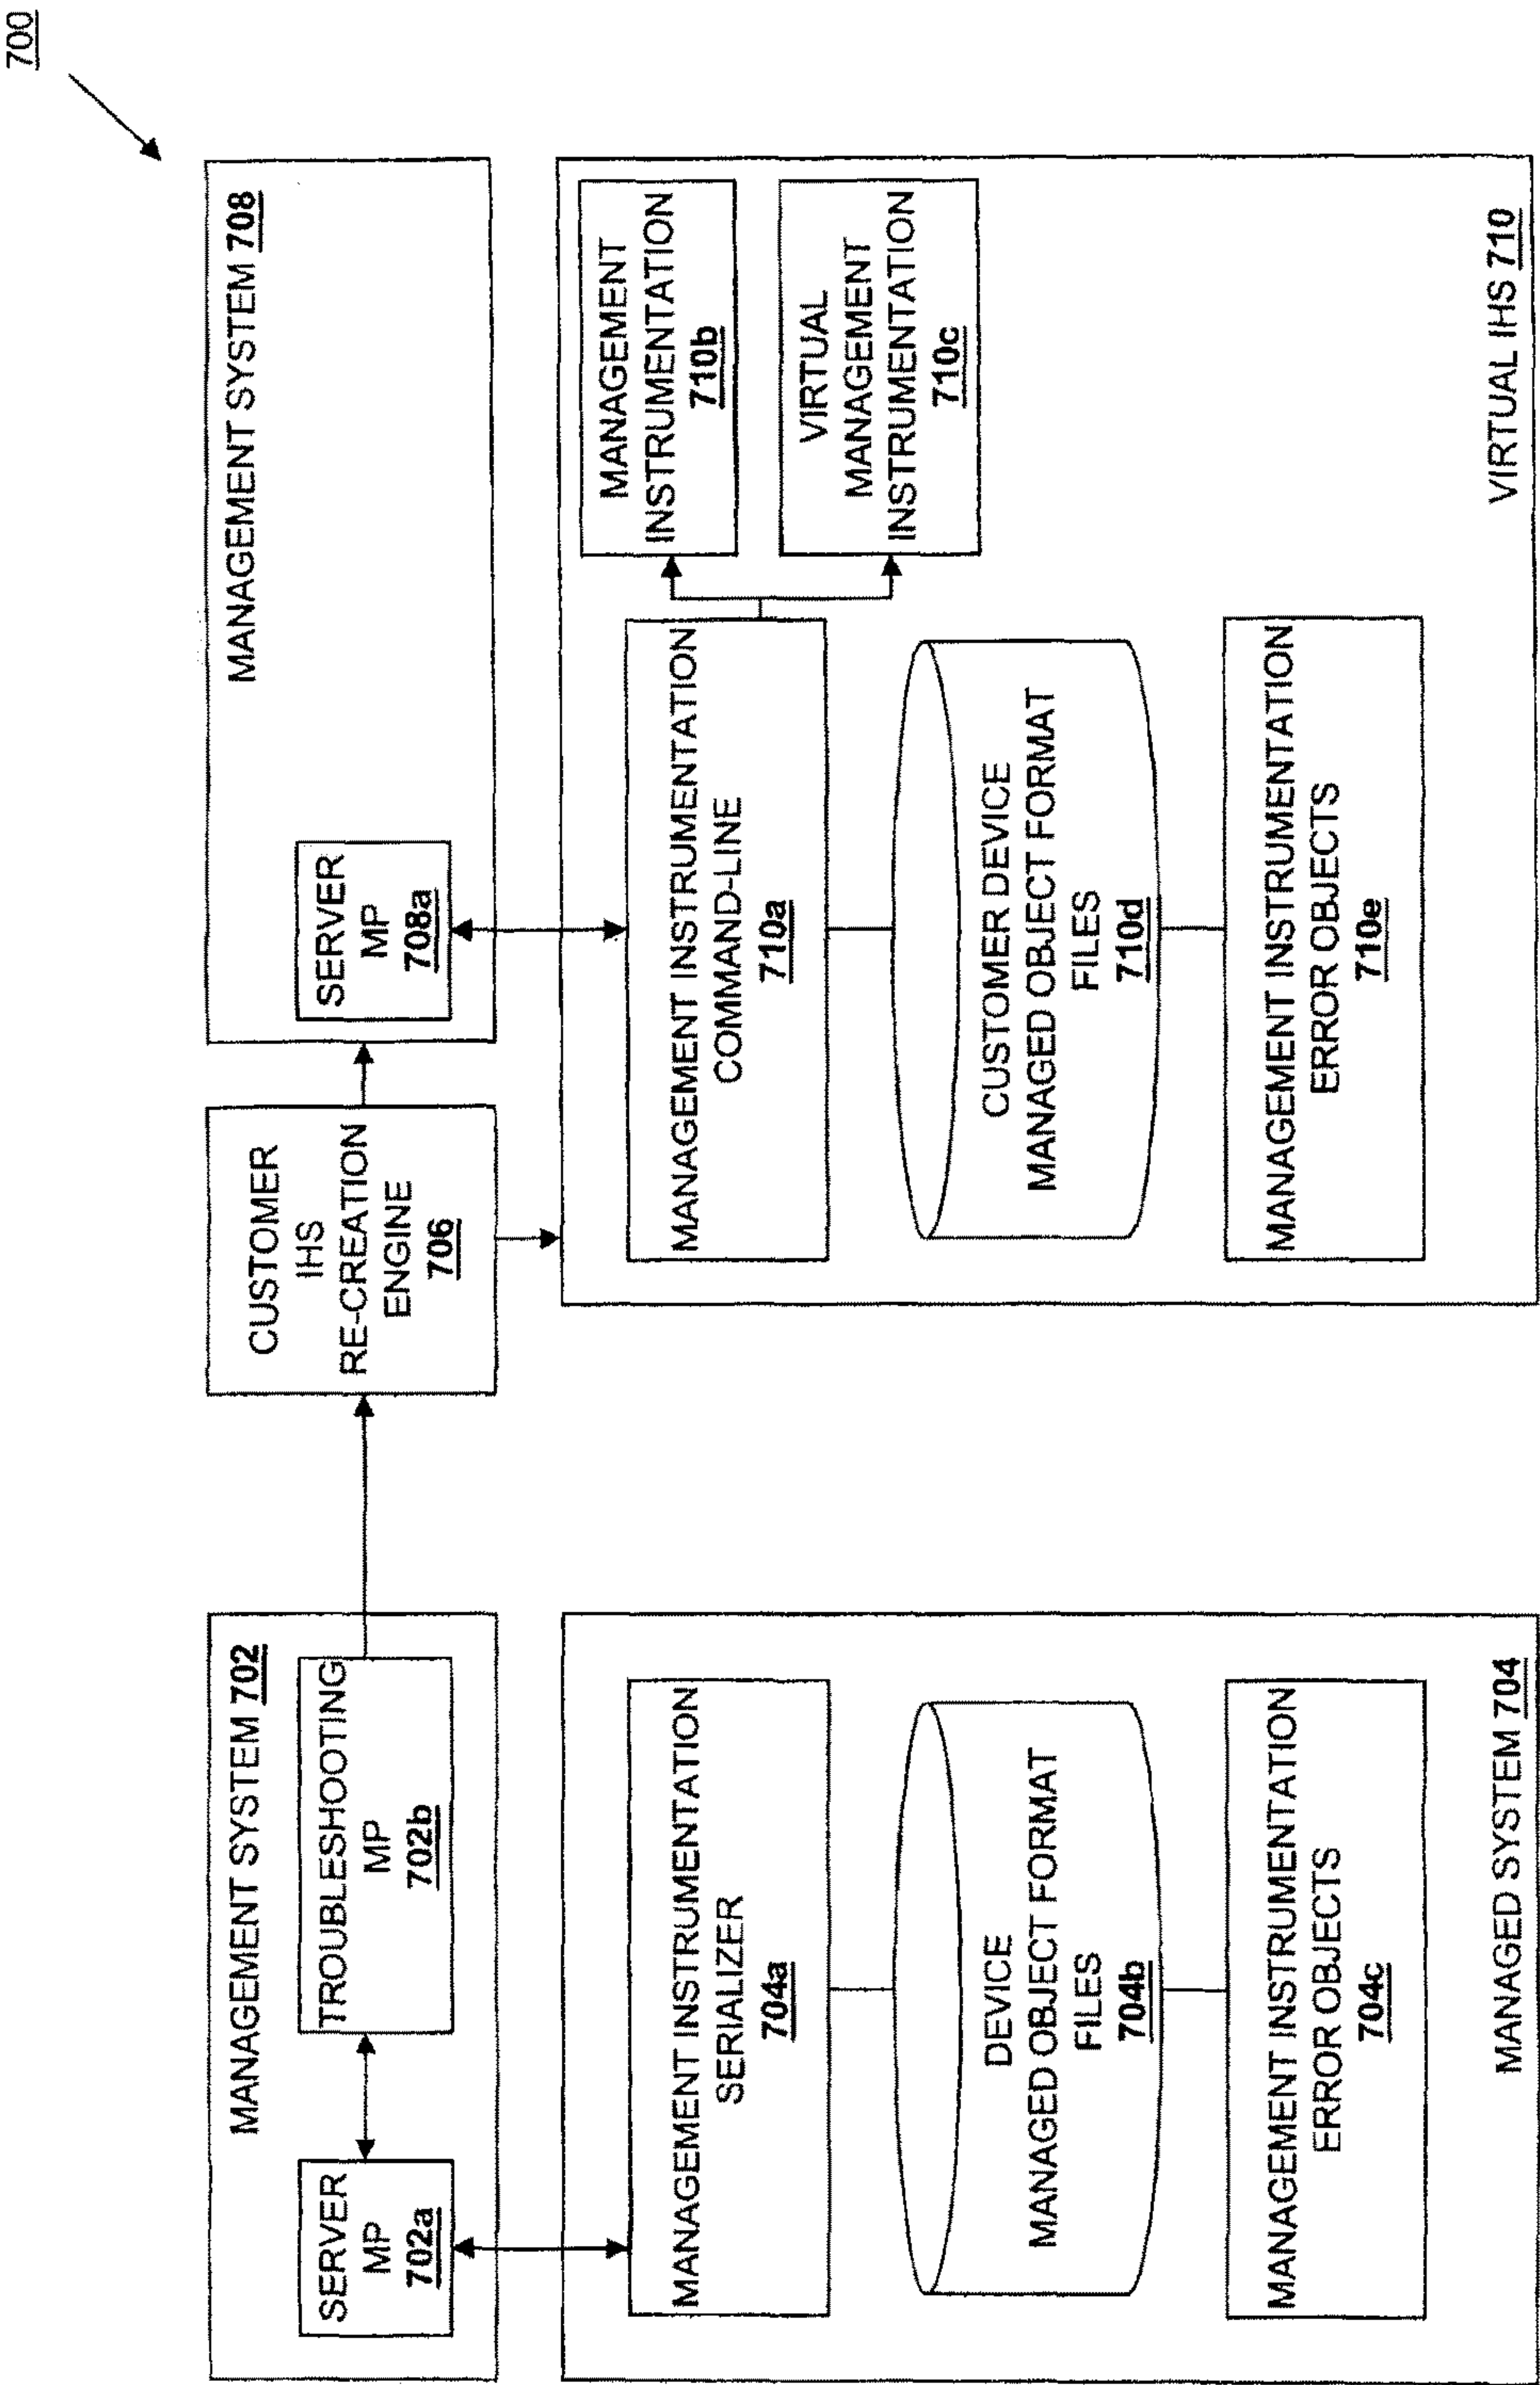 700
MANAGEMENT SYSTEM 702
SERVER
MP
702a
TROUBLESHOOTING
MP
702b
CUSTOMER
IHS
RE-CREATION
ENGINE
706
MANAGEMENT SYSTEM 708
SERVER
MP
708a
MANAGEMENT INSTRUMENTATION
SERIALIZER
704a
DEVICE
MANAGED OBJECT FORMAT
FILES
704b
MANAGEMENT INSTRUMENTATION
ERROR OBJECTS
704c
MANAGED SYSTEM 704
MANAGEMENT INSTRUMENTATION
COMMAND-LINE
710a
MANAGEMENT
INSTRUMENTATION
710b
VIRTUAL
MANAGEMENT
INSTRUMENTATION
710c
CUSTOMER DEVICE
MANAGED OBJECT FORMAT
FILES
710d
MANAGEMENT INSTRUMENTATION
ERROR OBJECTS
710e
VIRTUAL IHS 710